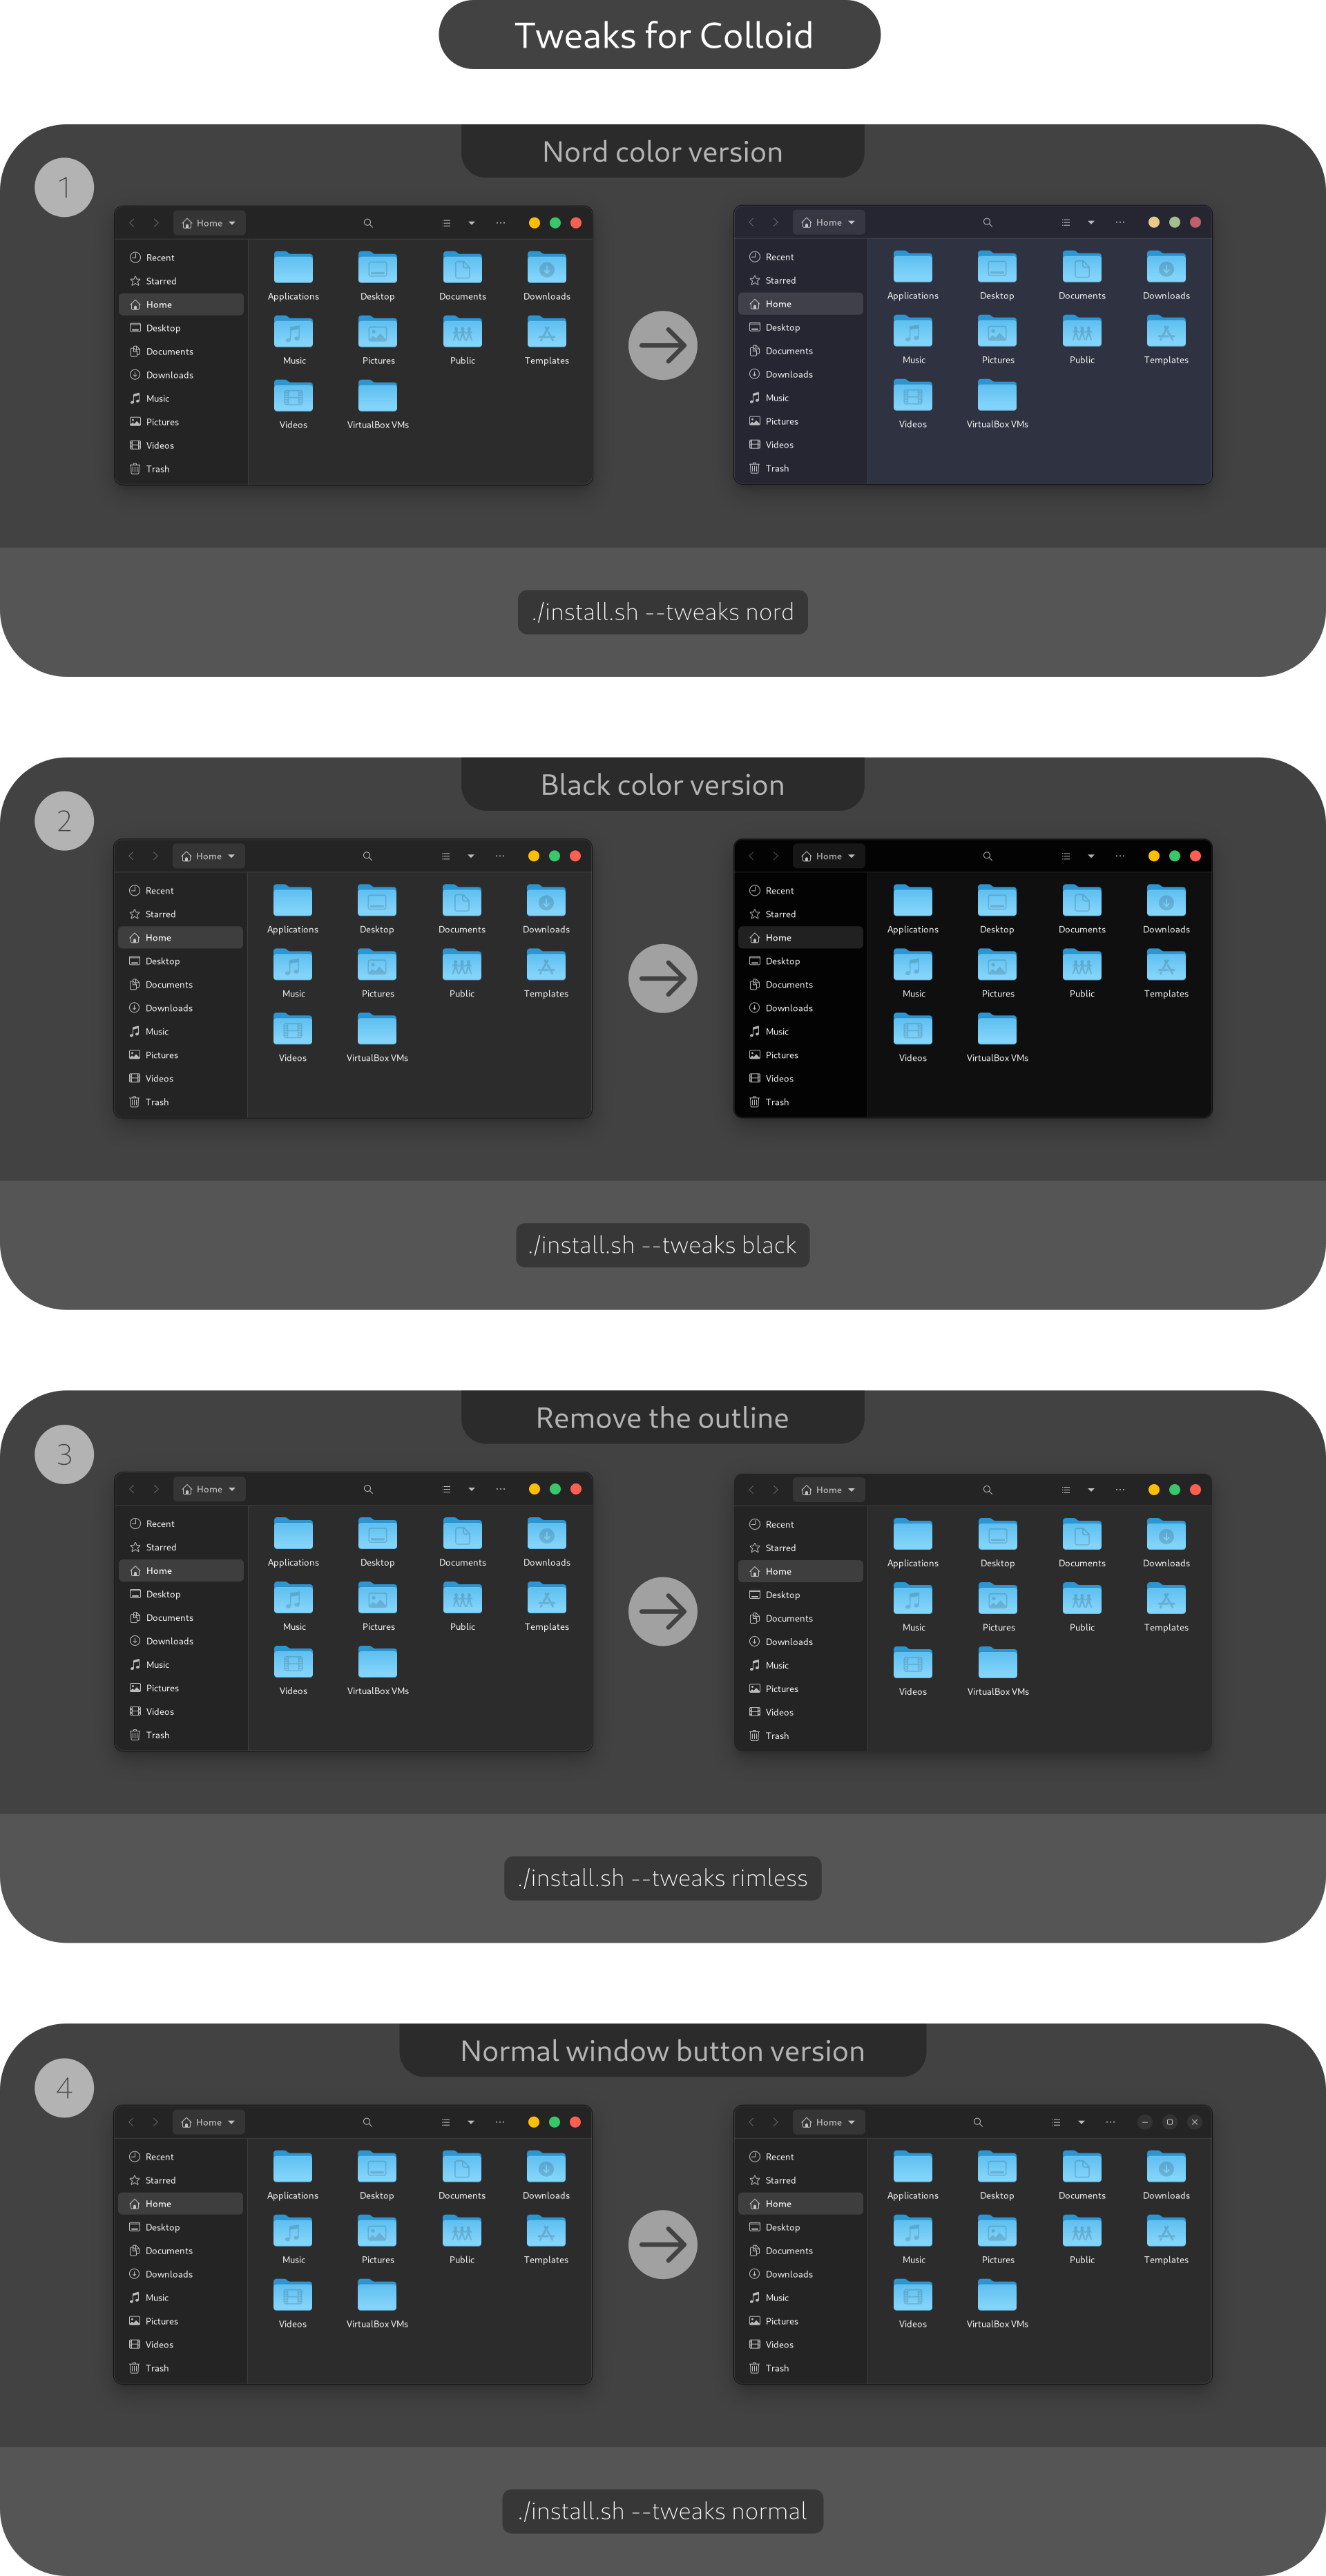 Tweaks for Colloid
Nord color version
1
Home
Recent
Starred
Home
Desktop
Documents
Downloads
Music
Pictures
Videos
Trash
Applications Desktop Documents Downloads
Music Pictures Public Templates
Videos VirtualBox VMs
Home
Recent
Starred
Home
Desktop
Documents
Downloads
Music
Pictures
Videos
Trash
Applications Desktop Documents Downloads
Music Pictures Public Templates
Videos VirtualBox VMs
./install.sh --tweaks nord
Black color version
2
Home
Recent
Starred
Home
Desktop
Documents
Downloads
Music
Pictures
Videos
Trash
Applications Desktop Documents Downloads
Music Pictures Public Templates
Videos VirtualBox VMs
Home
Recent
Starred
Home
Desktop
Documents
Downloads
Music
Pictures
Videos
Trash
Applications Desktop Documents Downloads
Music Pictures Public Templates
Videos VirtualBox VMs
./install.sh --tweaks black
Remove the outline
3
Home
Recent
Starred
Home
Desktop
Documents
Downloads
Music
Pictures
Videos
Trash
Applications Desktop Documents Downloads
Music Pictures Public Templates
Videos VirtualBox VMs
Home
Recent
Starred
Home
Desktop
Documents
Downloads
Music
Pictures
Videos
Trash
Applications Desktop Documents Downloads
Music Pictures Public Templates
Videos VirtualBox VMs
./install.sh --tweaks rimless
Normal window button version
4
Home
Recent
Starred
Home
Desktop
Documents
Downloads
Music
Pictures
Videos
Trash
Applications Desktop Documents Downloads
Music Pictures Public Templates
Videos VirtualBox VMs
Home
Recent
Starred
Home
Desktop
Documents
Downloads
Music
Pictures
Videos
Trash
Applications Desktop Documents Downloads
Music Pictures Public Templates
Videos VirtualBox VMs
./install.sh --tweaks normal